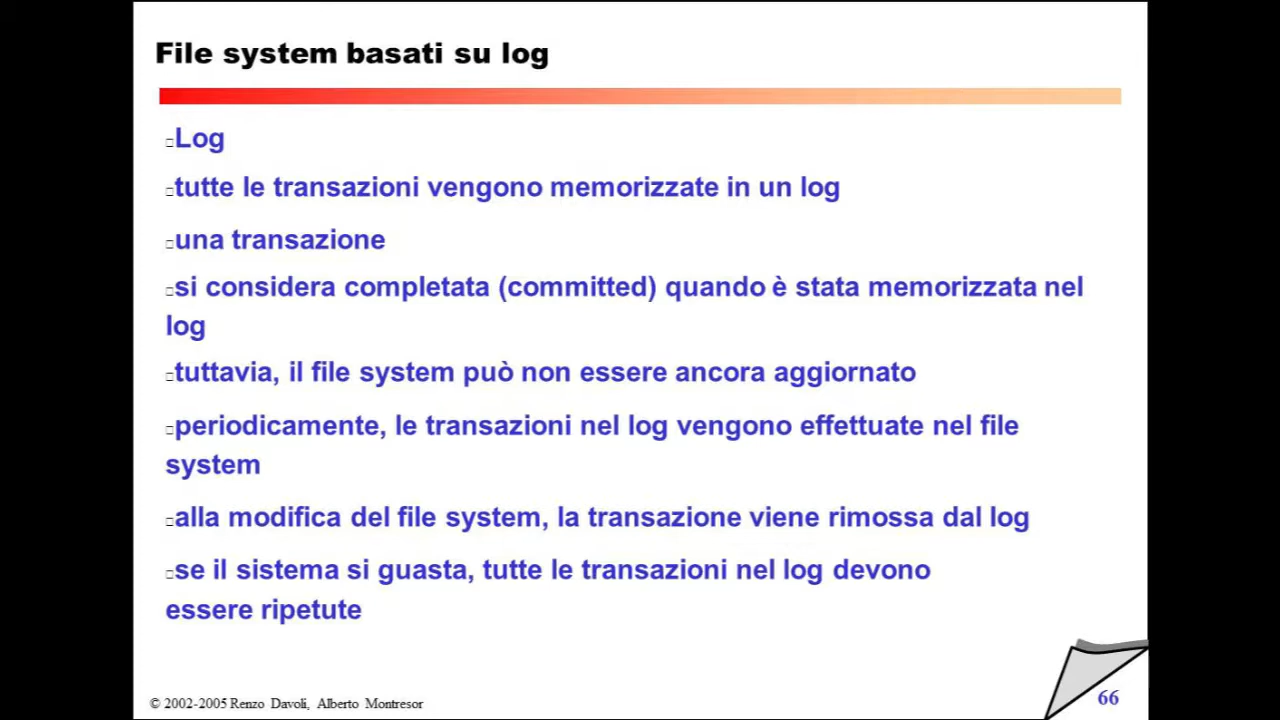 File system basati su log
Log
tutte le transazioni vengono memorizzate in un log
una transazione
si considera completata (committed) quando è stata memorizzata nel
log
tuttavia, il file system può non essere ancora aggiornato
periodicamente, le transazioni nel log vengono effettuate nel file
system
alla modifica del file system, la transazione viene rimossa dal log
se il sistema si guasta, tutte le transazioni nel log devono
essere ripetute
© 2002-2005 Renzo Davoli, Alberto Montresor
66